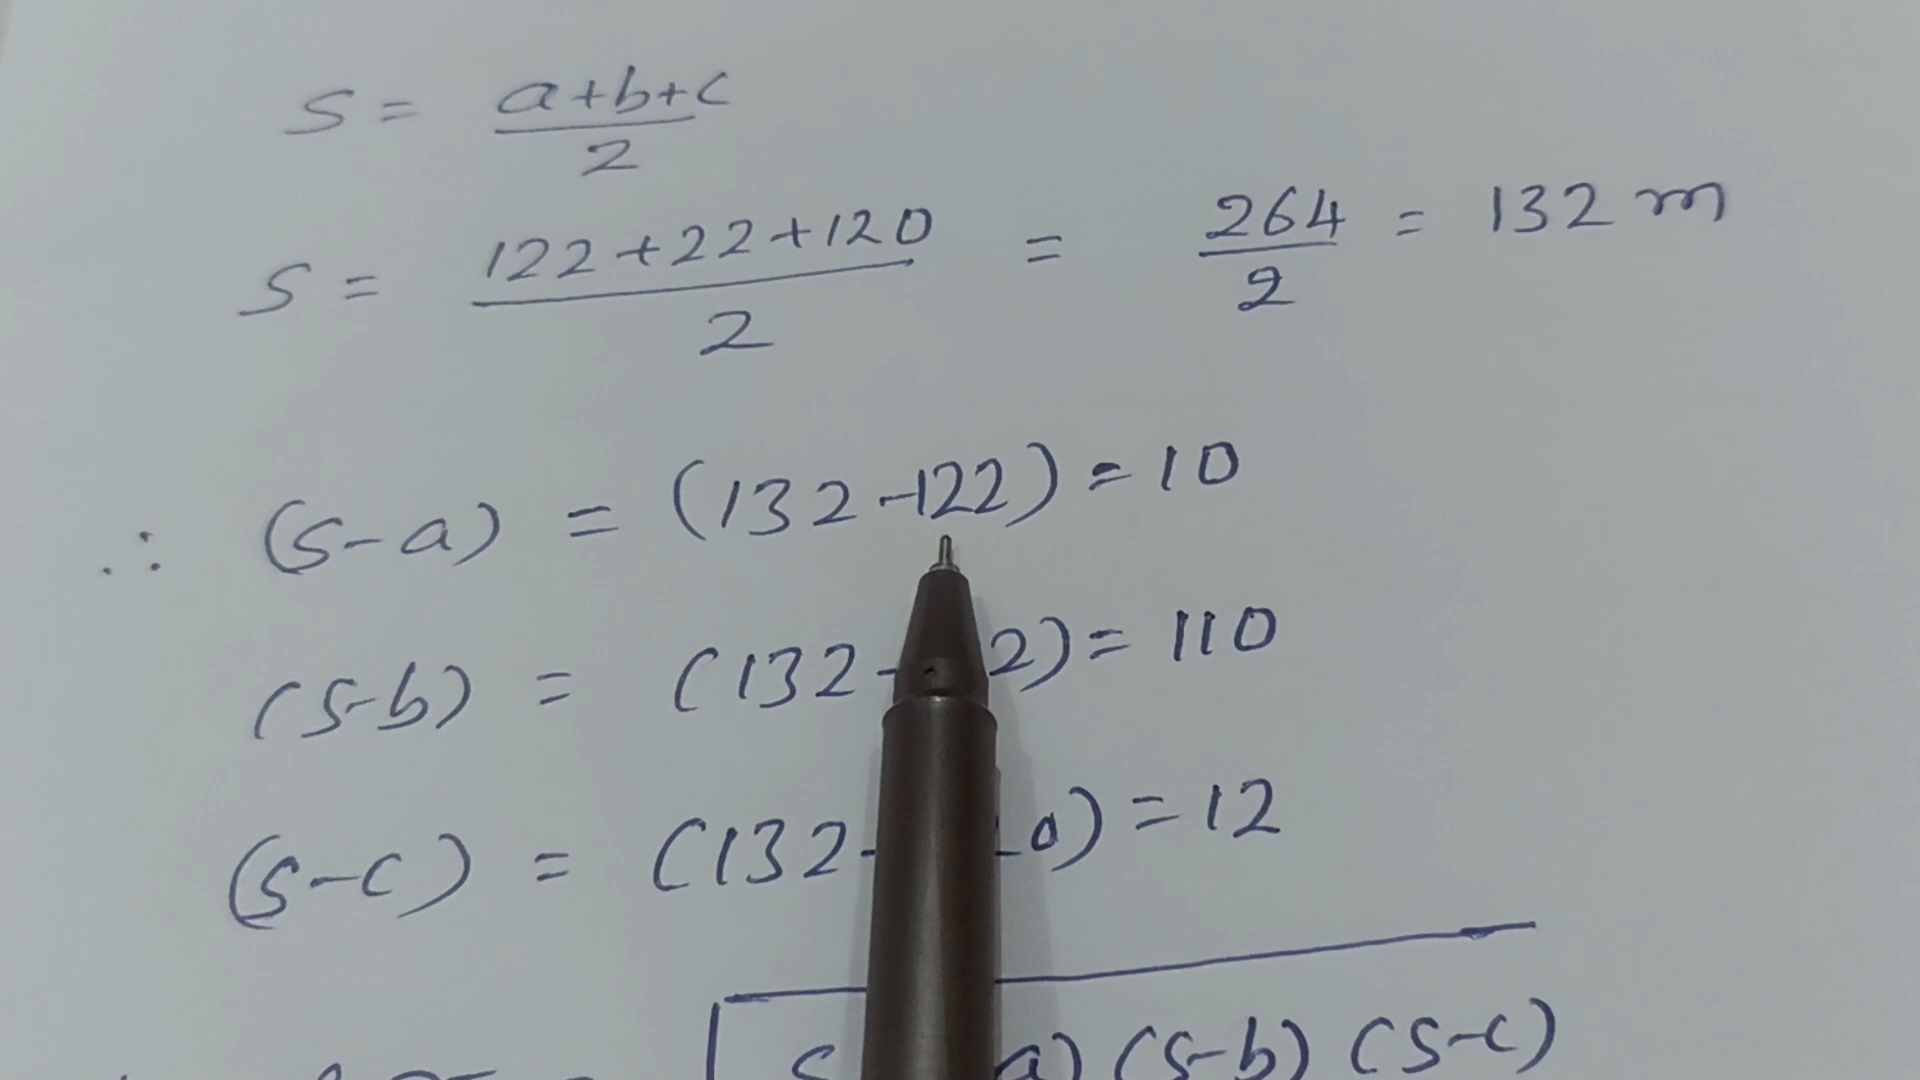 S = a+b+c / 2
S = 122+22+120 / 2 = 264 / 2 = 132 m
∴ (S-a) = (132-122) = 10
(S-b) = (132- 2) = 110
(S-c) = (132- 0) = 12
√ S a) (S-b) (S-c)